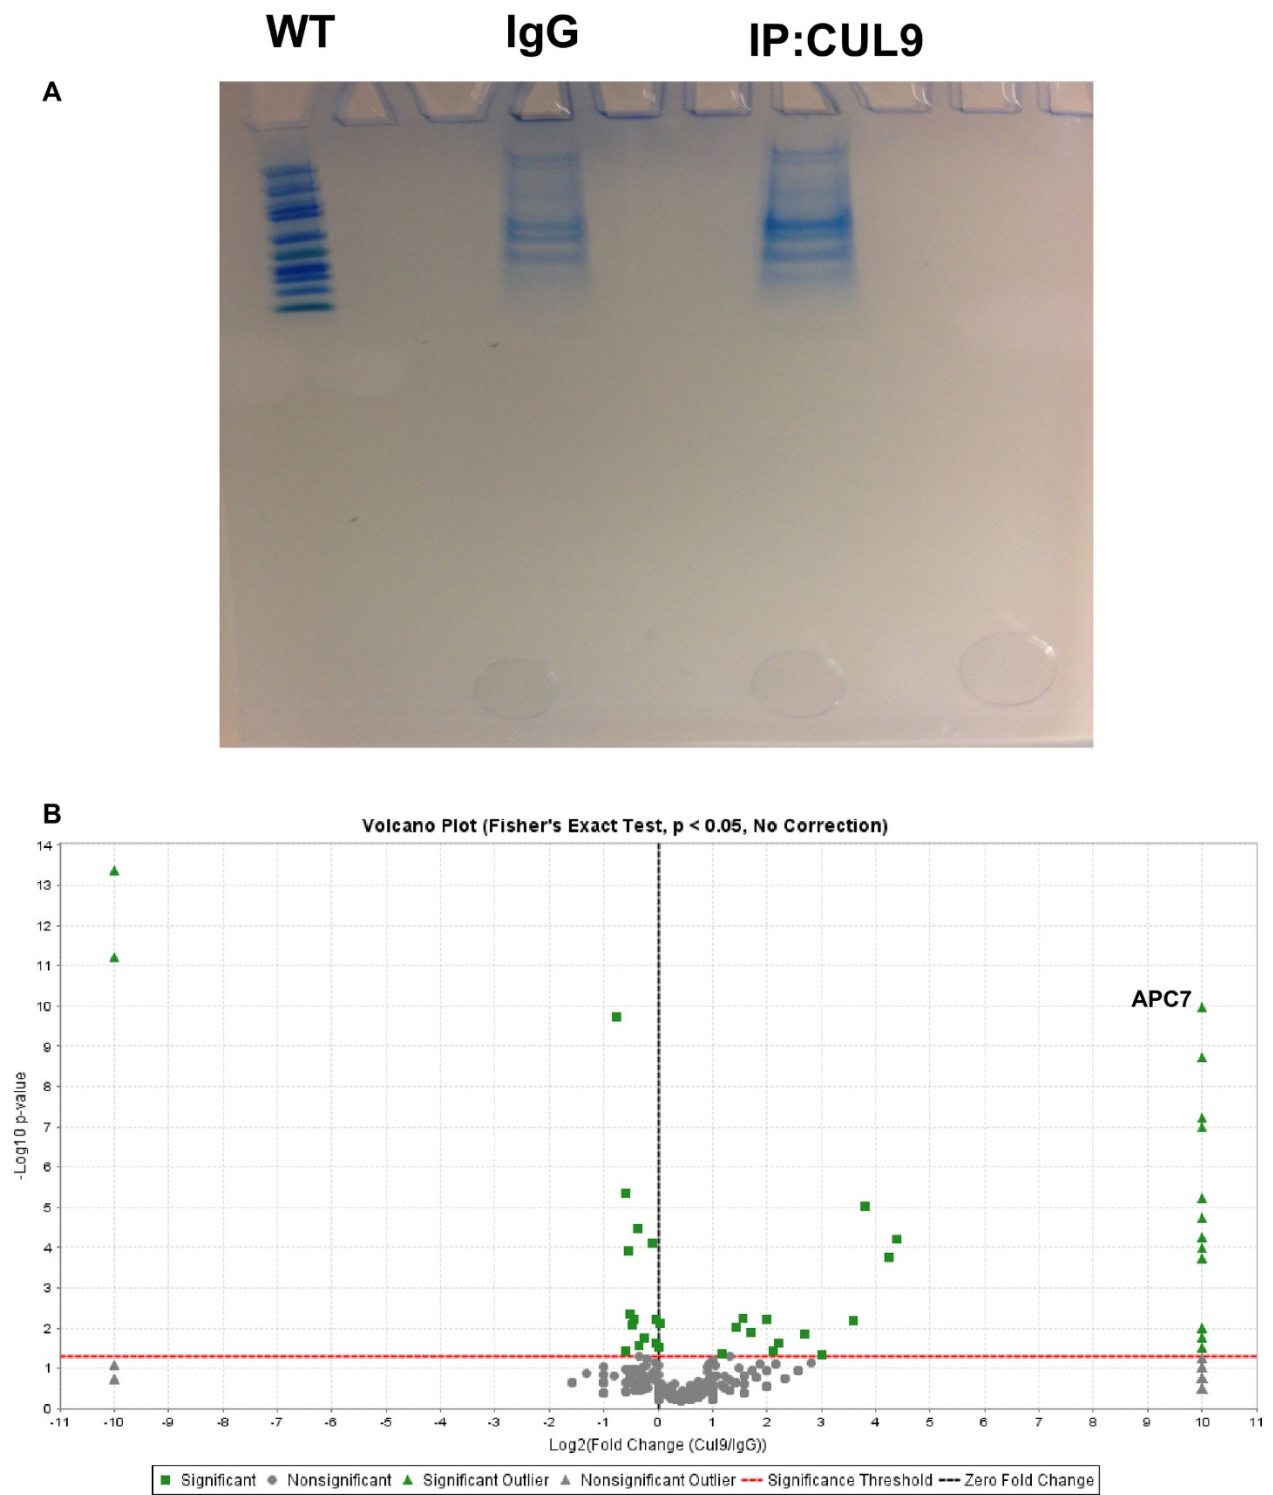 WT IgG IP:CUL9
A
B
Volcano Plot (Fisher's Exact Test, p < 0.05, No Correction)
14
13
12
11
10
9
8
7
6
5
4
3
2
1
0
-Log10 p-value
APC7
-11 -10 -9 -8 -7 -6 -5 -4 -3 -2 -1 0 1 2 3 4 5 6 7 8 9 10 11
Log2(Fold Change (Cul9/IgG))
Significant Nonsignificant Significant Outlier Nonsignificant Outlier Significance Threshold Zero Fold Change